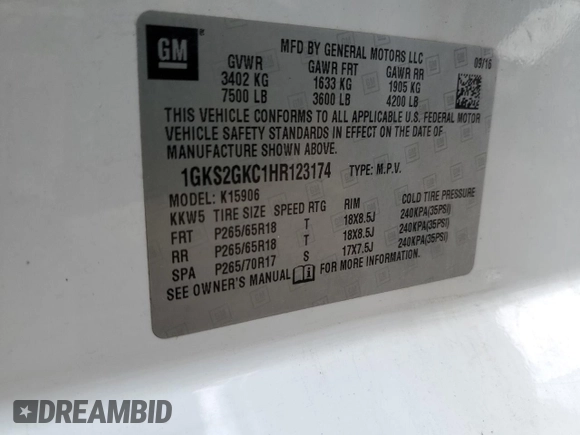 GM
MFD BY GENERAL MOTORS LLC
09/16
GVWR GAWR FRT GAWR RR
3402 KG 1633 KG 1905 KG
7500 LB 3600 LB 4200 LB
THIS VEHICLE CONFORMS TO ALL APPLICABLE U.S. FEDERAL MOTOR
VEHICLE SAFETY STANDARDS IN EFFECT ON THE DATE OF
MANUFACTURE SHOWN ABOVE.
1GKS2GKC1HR123174 TYPE: M.P.V.
MODEL: K15906
KKW5 TIRE SIZE SPEED RTG RIM COLD TIRE PRESSURE
FRT P265/65R18 T 18X8.5J 240KPA(35PSI)
RR P265/65R18 T 18X8.5J 240KPA(35PSI)
SPA P265/70R17 S 17X7.5J 240KPA(35PSI)
SEE OWNER'S MANUAL FOR MORE INFORMATION.
DREAMBID